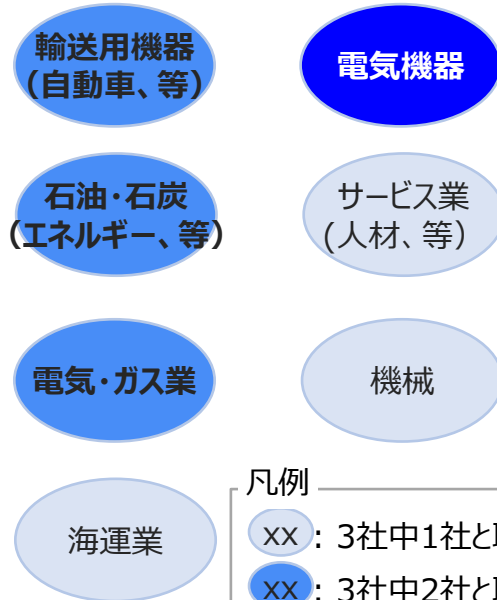 輸送用機器
（自動車、等）
電気機器
石油・石炭
（エネルギー、等）
サービス業
(人材、等）
電気・ガス業
機械
海運業
凡例
xx : 3社中1社と
xx : 3社中2社と